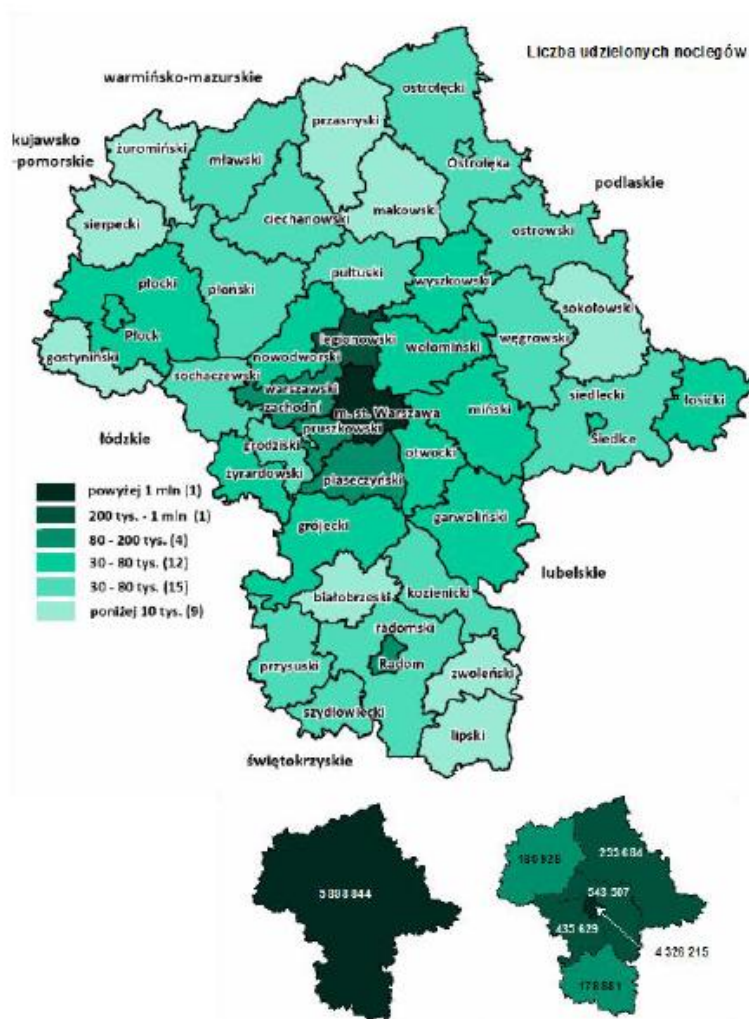 Liczba udzielonych noclegów
warmińsko-mazurskie
ostrołęcki
przasnyski
kujawsko
-pomorskie
żuromiński
mławski
Ostrołęka
podlaskie
ciechanowski
makowski
sierpecki
ostrowski
pułtuski
płocki
płoński
wyszkowski
sokołowski
Płock
legionowski
węgrowski
gostyniński
nowodworski
wołomiński
sochaczewski
warszawski
zachodni
siedlecki
łosicki
m. st. Warszawa
miński
pruszkowski
Siedlce
łódzkie
grodziski
otwocki
żyrardowski
piaseczyński
powyżej 1 mln (1)
200 tys. - 1 mln (1)
80 - 200 tys. (4)
30 - 80 tys. (12)
30 - 80 tys. (15)
poniżej 10 tys. (9)
grójecki
garwoliński
lubelskie
białobrzeski
kozienicki
radomski
przysuski
Radom
zwoleński
szydłowiecki
lipski
świętokrzyskie
543 507
435 629
4 326 215